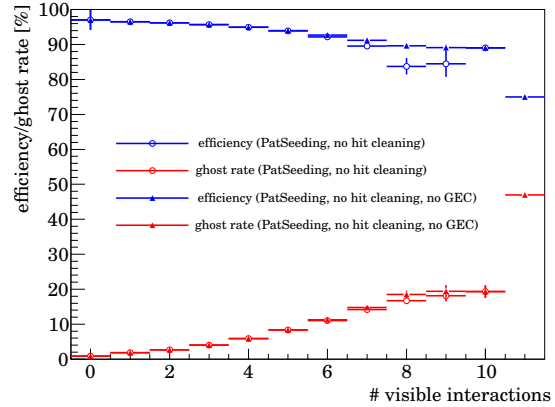 efficiency/ghost rate [%]
100
90
80
70
60
50
40
30
20
10
0
efficiency (PatSeeding, no hit cleaning)
ghost rate (PatSeeding, no hit cleaning)
efficiency (PatSeeding, no hit cleaning, no GEC)
ghost rate (PatSeeding, no hit cleaning, no GEC)
0 2 4 6 8 10
# visible interactions